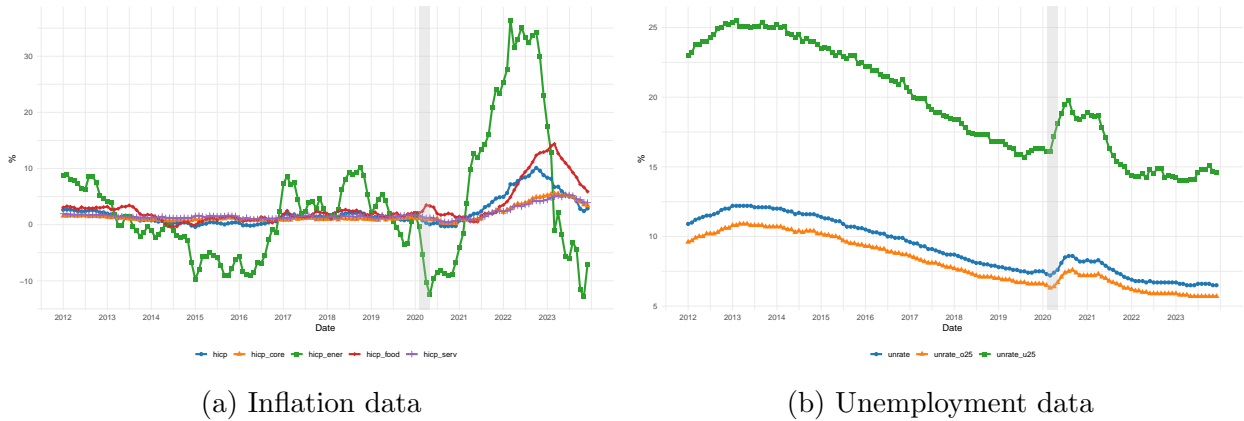 30
20
10
0
−10
%
2012 2013 2014 2015 2016 2017 2018 2019 2020 2021 2022 2023
Date
hicp hicp_core hicp_ener hicp_food hicp_serv
(a) Inflation data
25
20
15
10
5
%
2012 2013 2014 2015 2016 2017 2018 2019 2020 2021 2022 2023
Date
unrate unrate_o25 unrate_u25
(b) Unemployment data